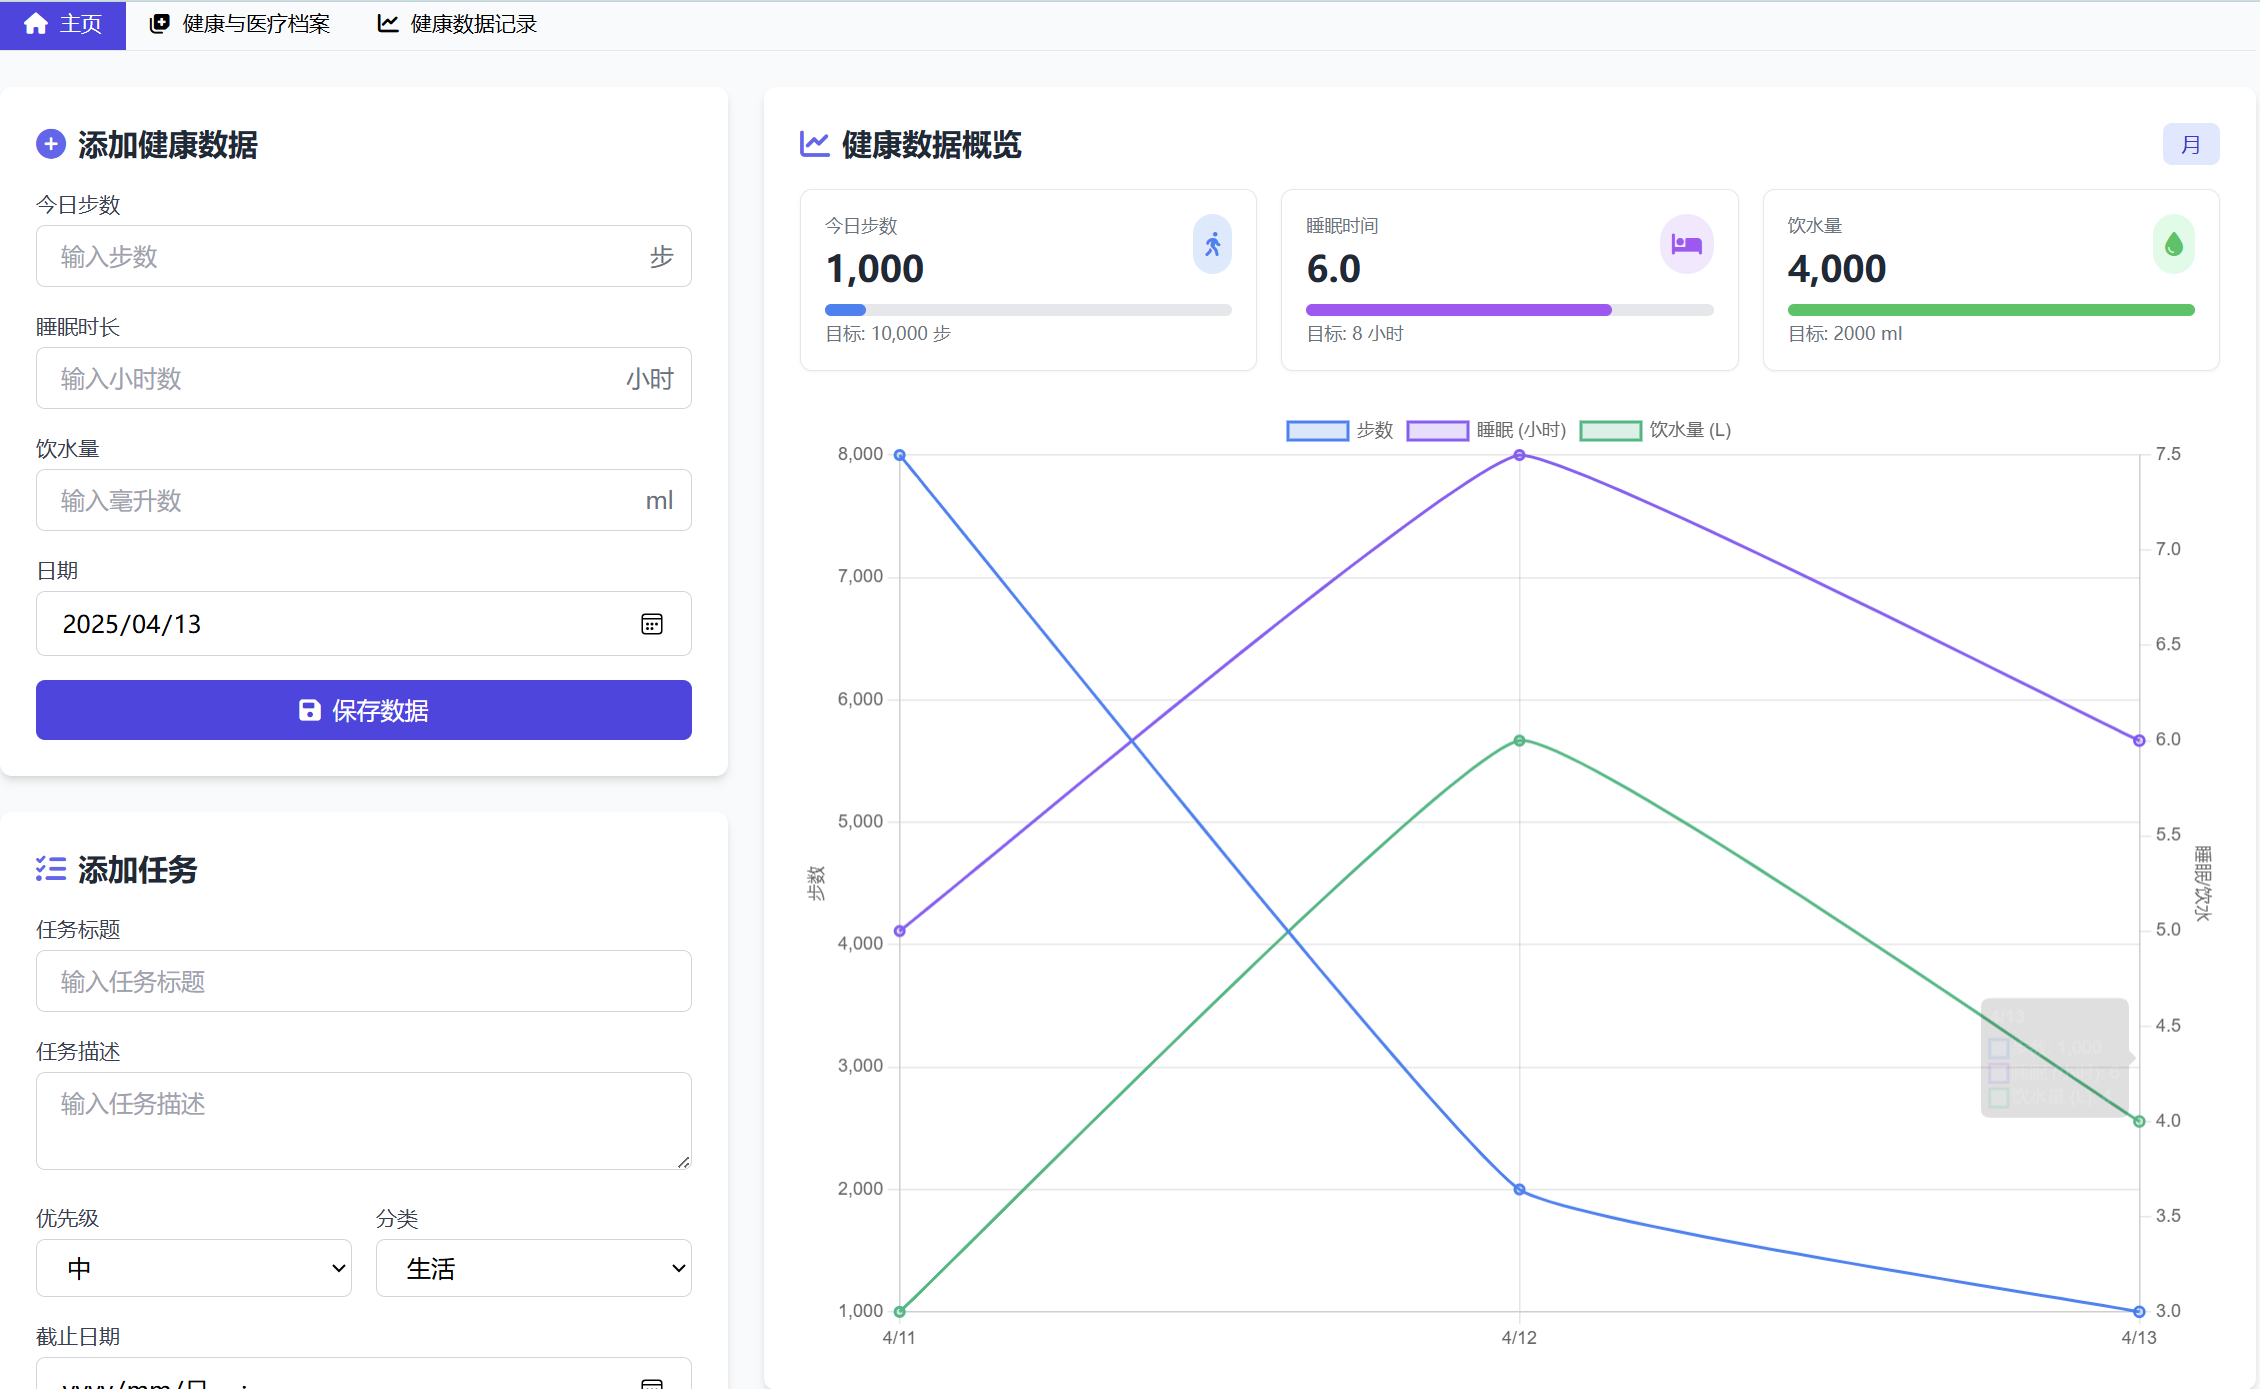 主页
健康与医疗档案
健康数据记录
添加健康数据
今日步数
输入步数
步
睡眠时长
输入小时数
小时
饮水量
输入毫升数
ml
日期
2025/04/13
保存数据
添加任务
任务标题
输入任务标题
任务描述
输入任务描述
优先级
分类
中
生活
截止日期
健康数据概览
月
今日步数
1,000
目标: 10,000 步
睡眠时间
6.0
目标: 8 小时
饮水量
4,000
目标: 2000 ml
步数
睡眠 (小时)
饮水量 (L)
8,000
7,000
6,000
5,000
4,000
3,000
2,000
1,000
步数
7.5
7.0
6.5
6.0
5.5
5.0
4.5
4.0
3.5
3.0
睡眠/饮水
4/11
4/12
4/13